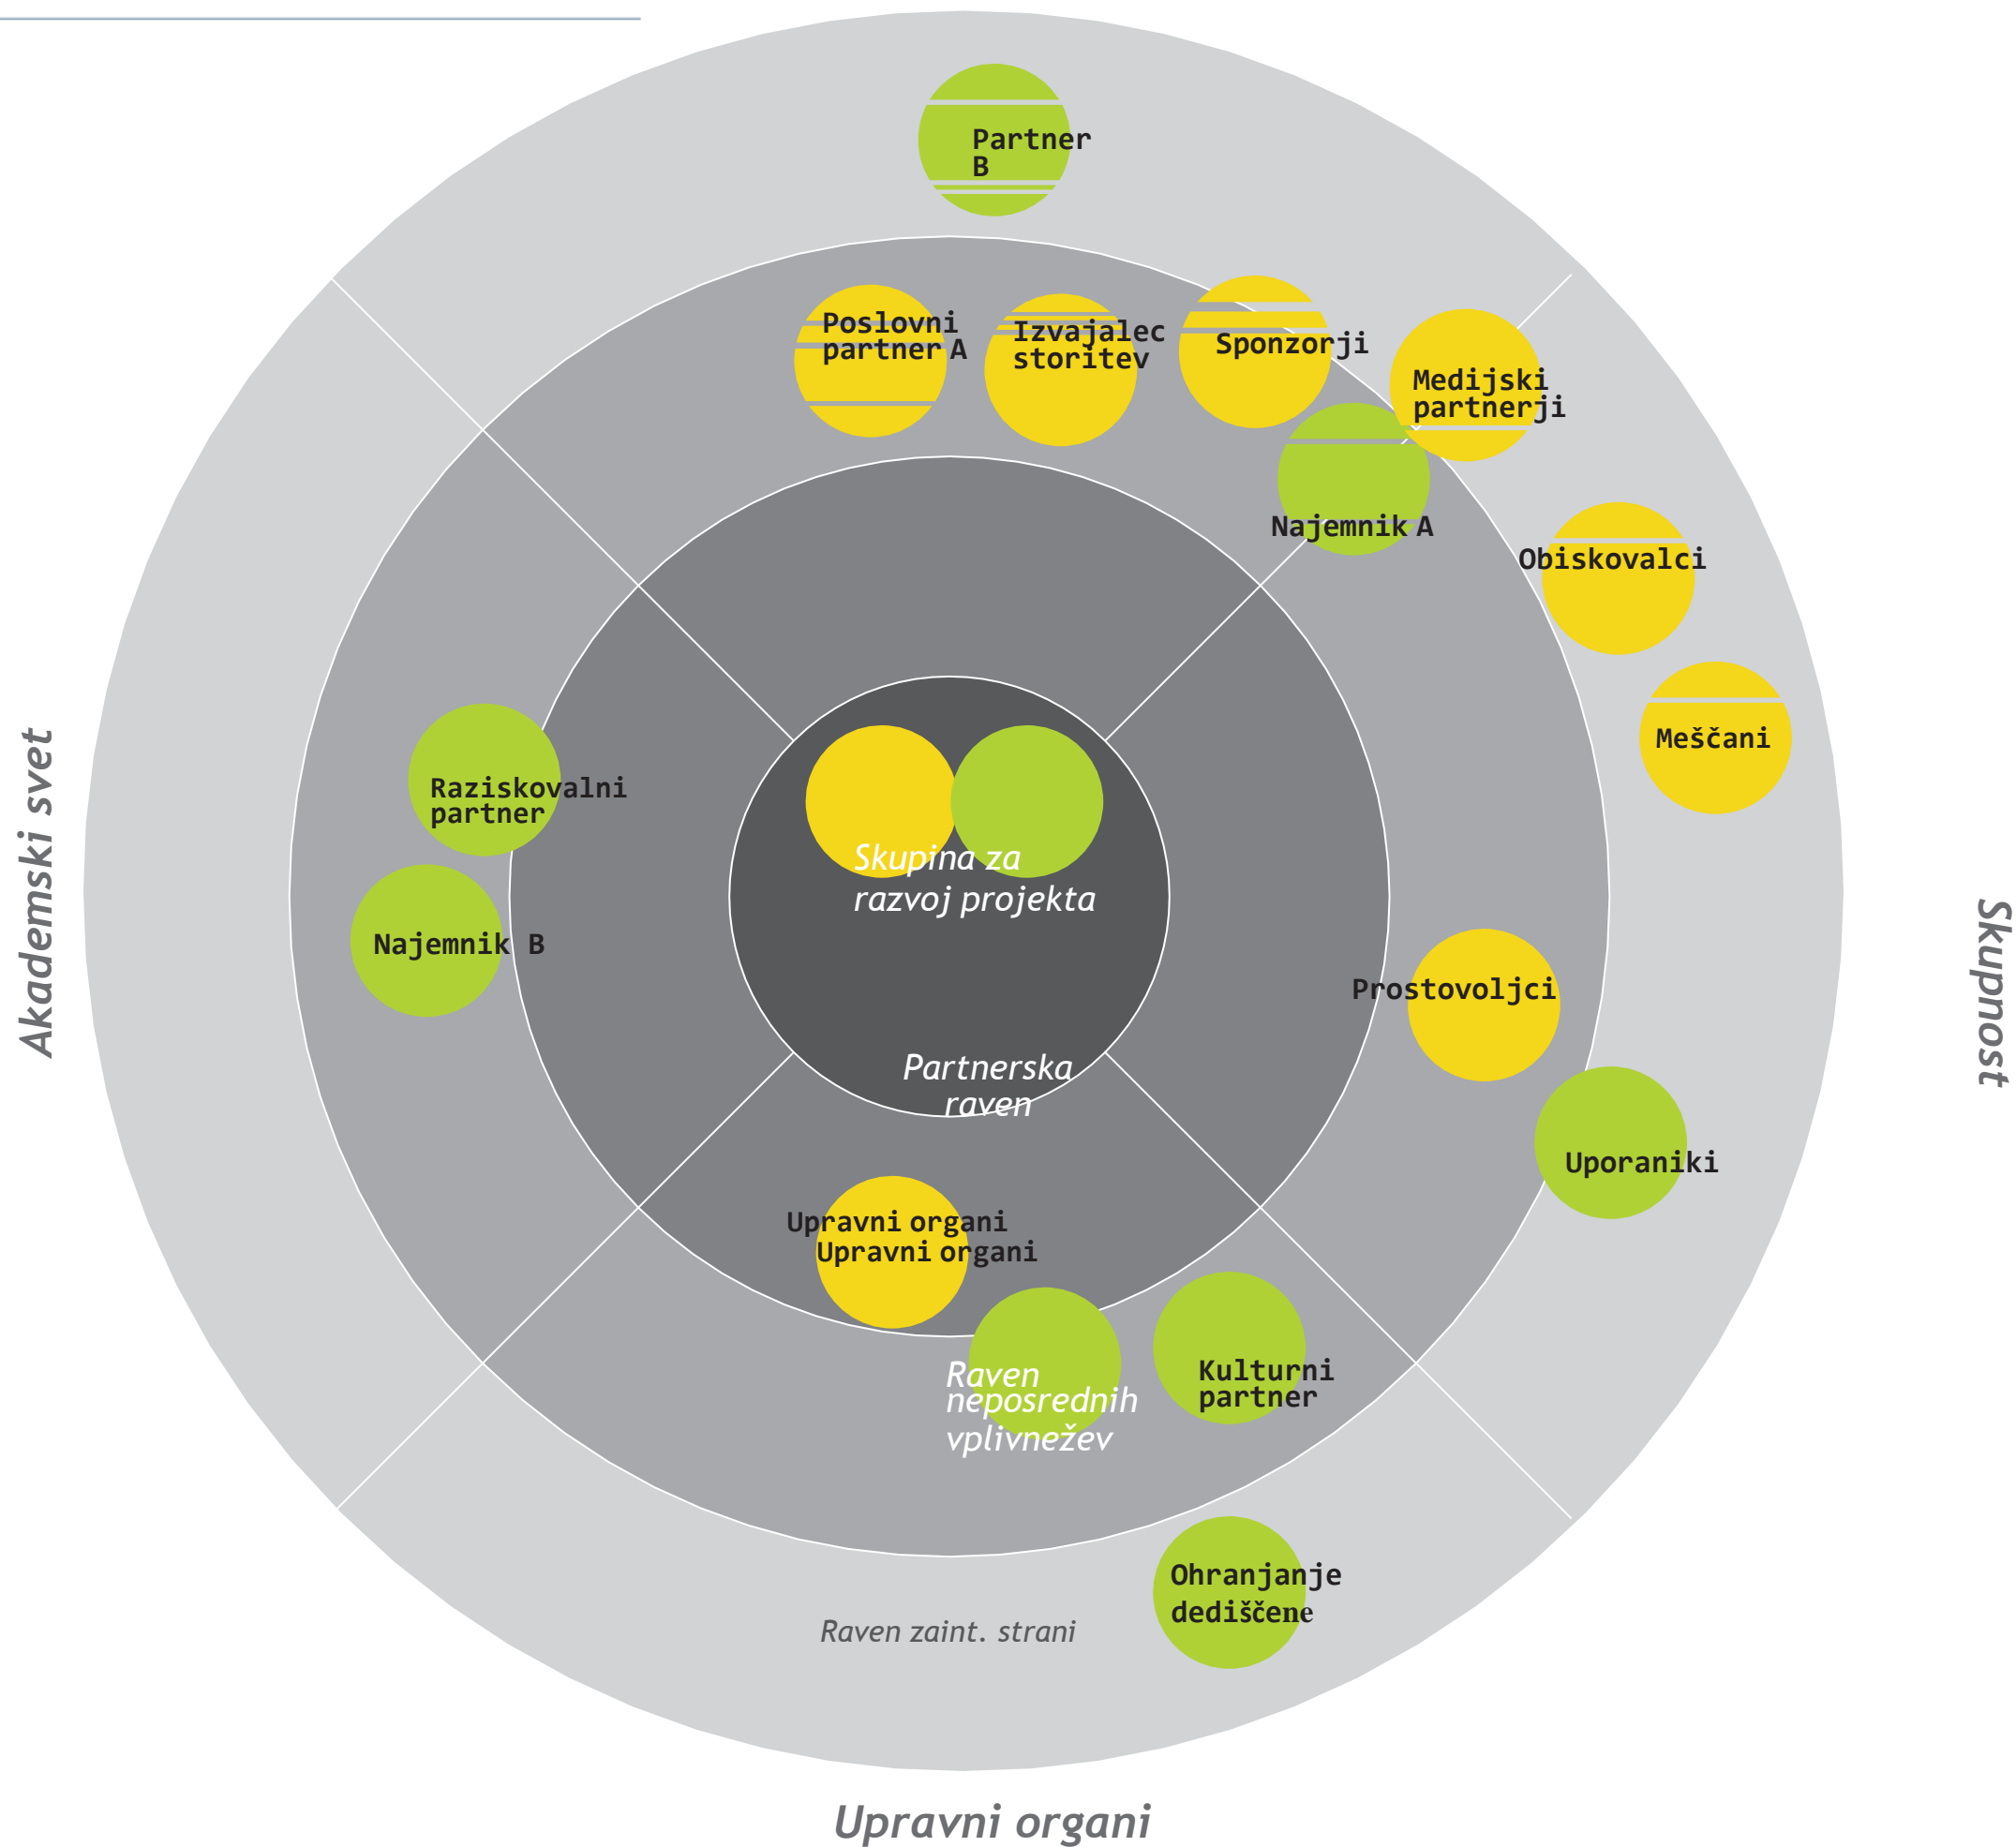 Partner
B
Poslovni
partner A
Izvajalec
storitev
Sponzorji
Medijski
partnerji
Najemnik A
Obiskovalci
Meščani
Akademski svet
Raziskovalni
partner
Najemnik B
Skupina za
razvoj projekta
Skupnost
Prostovoljci
Partnerska
raven
Uporaniki
Upravni organi
Upravni organi
Raven
neposrednih
vplivnežev
Kulturni
partner
Ohranjanje
dediščene
Raven zaint. strani
Upravni organi